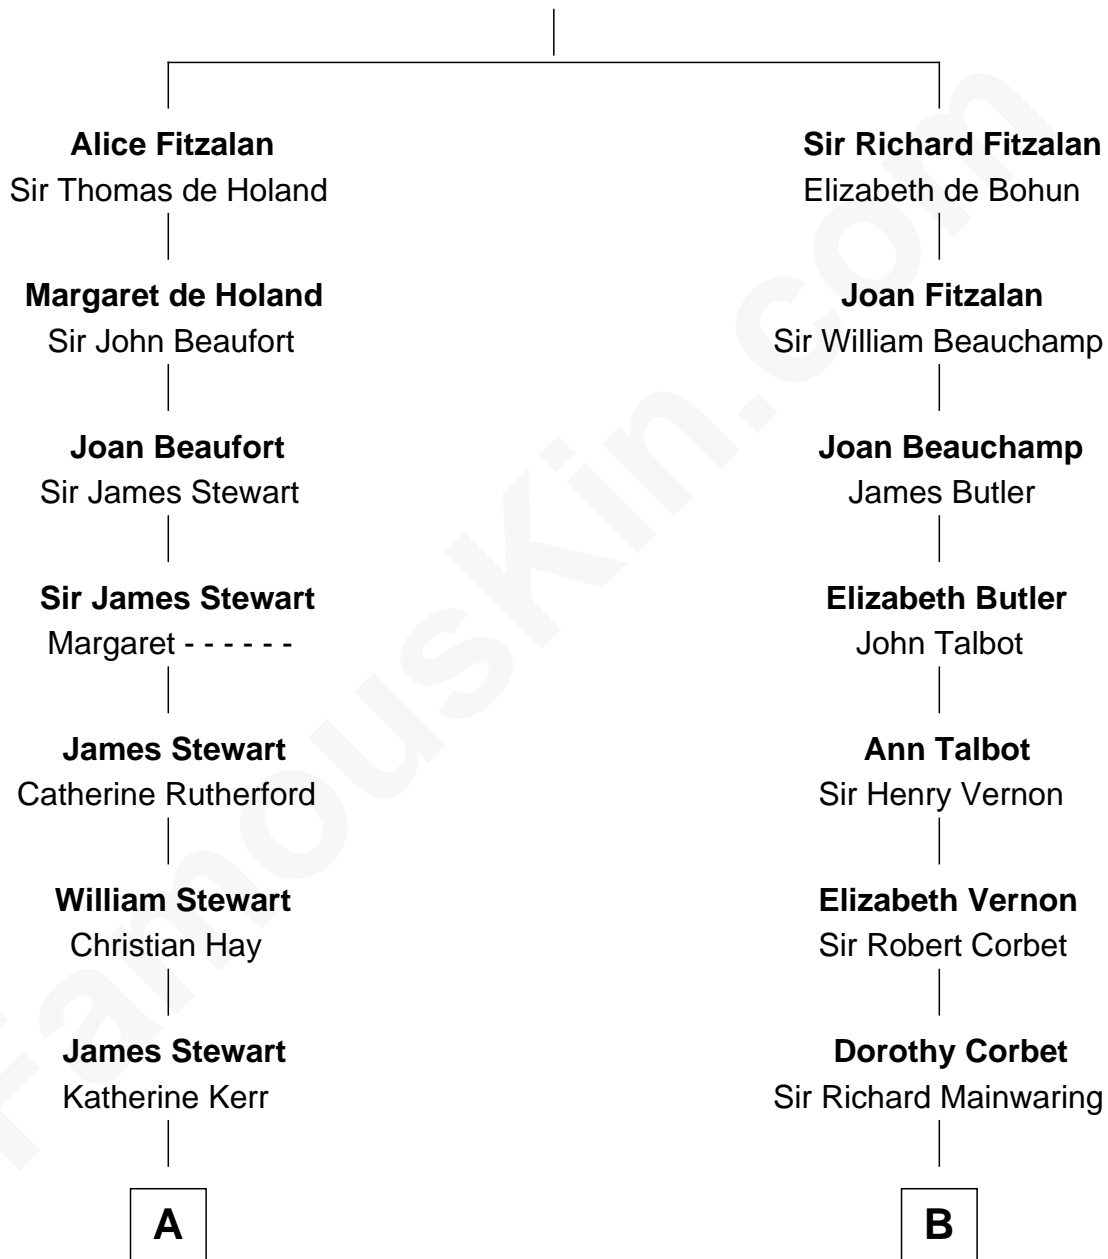 Alice Fitzalan
Sir Thomas de Holand
Margaret de Holand
Sir John Beaufort
Joan Beaufort
Sir James Stewart
Sir James Stewart
Margaret - - - - - -
James Stewart
Catherine Rutherford
William Stewart
Christian Hay
James Stewart
Katherine Kerr
A
Sir Richard Fitzalan
Elizabeth de Bohun
Joan Fitzalan
Sir William Beauchamp
Joan Beauchamp
James Butler
Elizabeth Butler
John Talbot
Ann Talbot
Sir Henry Vernon
Elizabeth Vernon
Sir Robert Corbet
Dorothy Corbet
Sir Richard Mainwaring
B
FamousKin.com